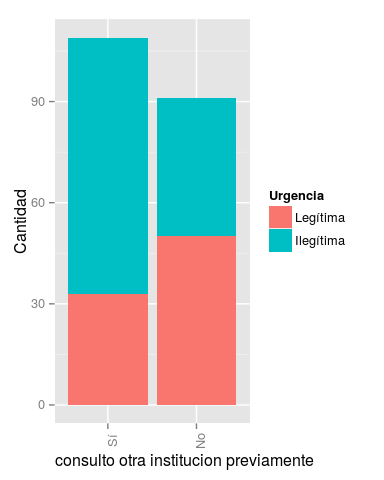 Cantidad
90
60
30
0
Sí
No
consulto otra institucion previamente
Urgencia
Legítima
Ilegítima